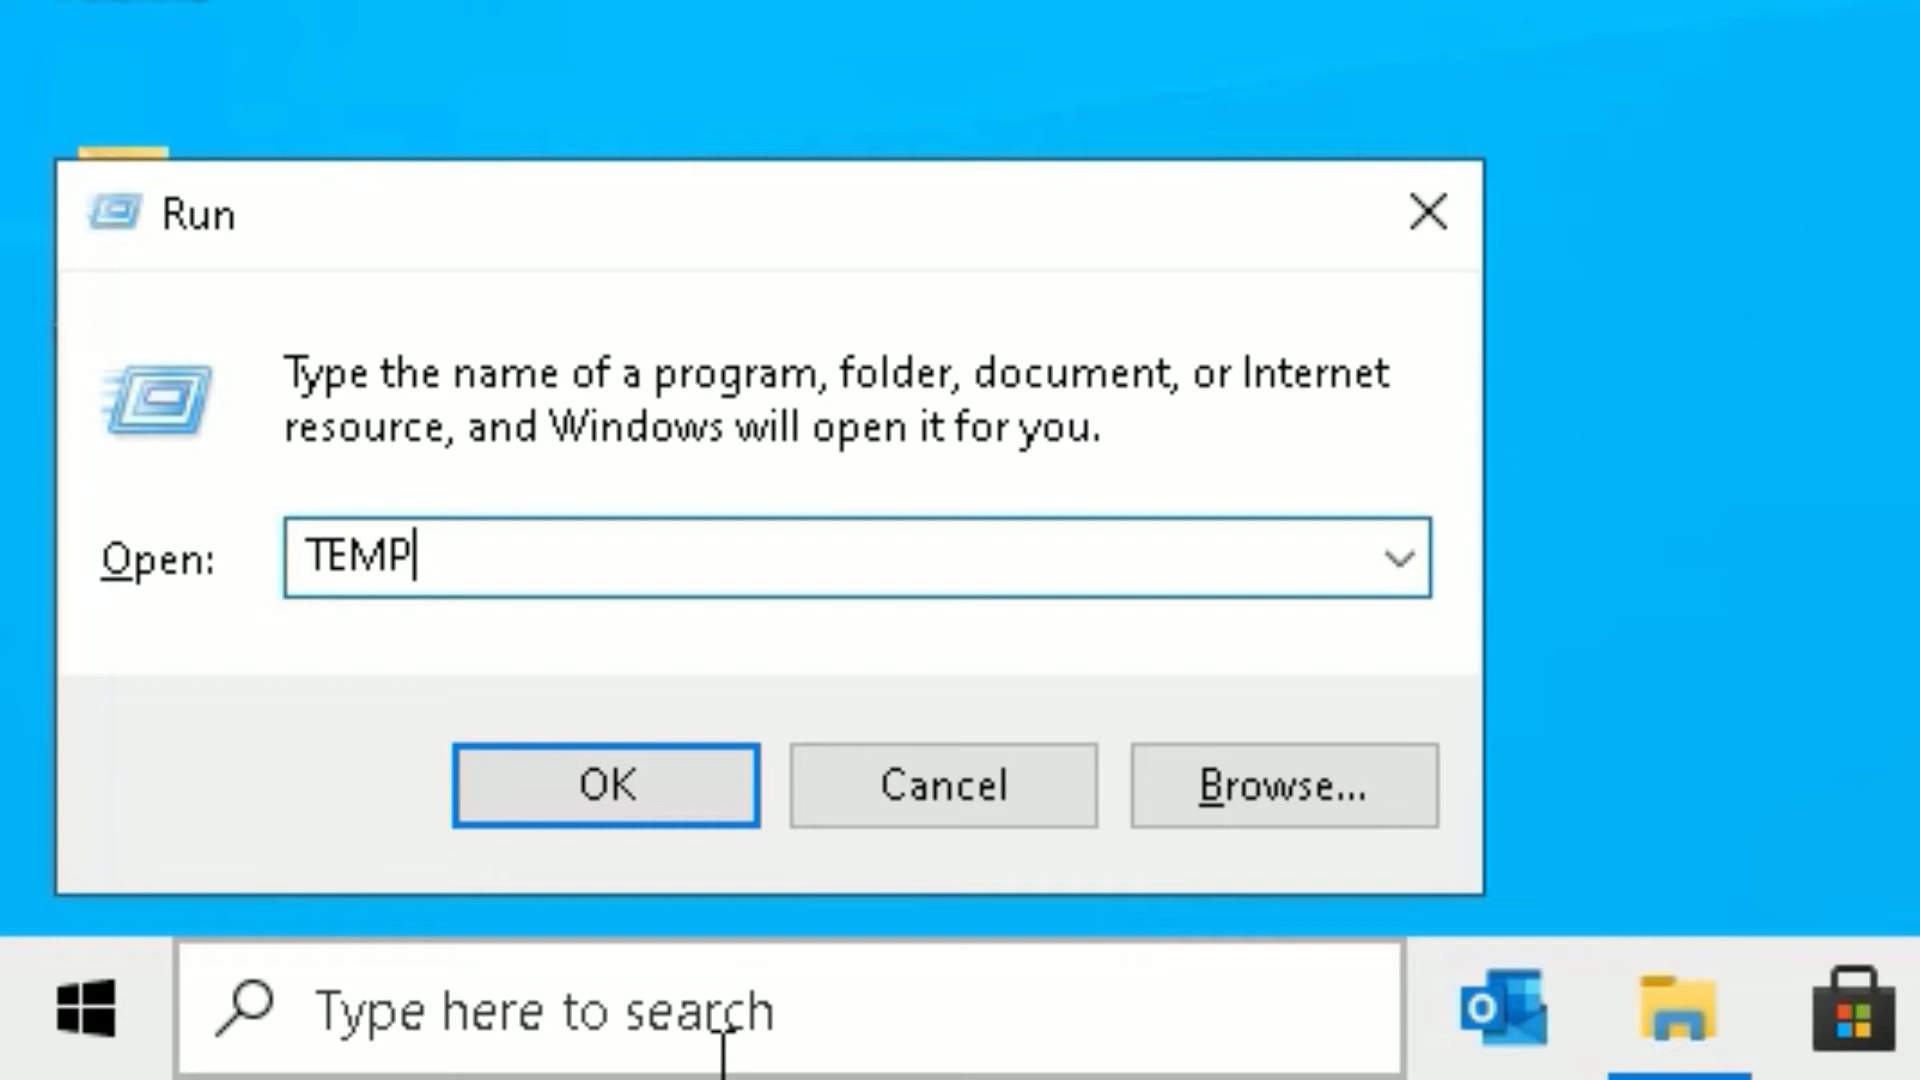 Run
Type the name of a program, folder, document, or Internet
resource, and Windows will open it for you.
Open:
TEMP
OK
Cancel
Browse...
Type here to search
O